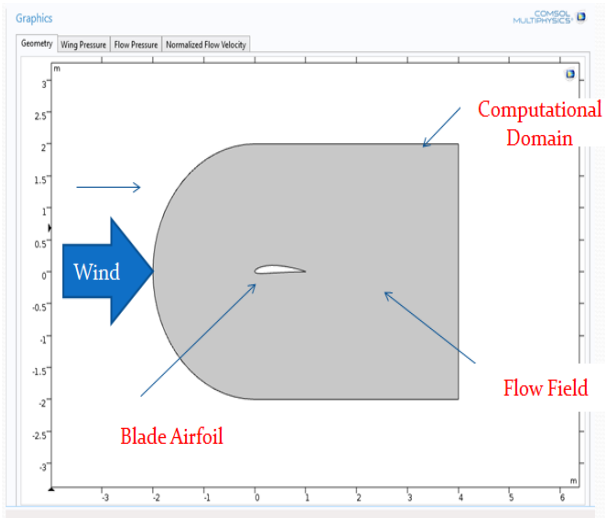 Graphics
COMSOL
MULTIPHYSICS
Geometry Wing Pressure Flow Pressure Normalized Flow Velocity
m
3
2.5
Computational
Domain
2
1.5
1
0.5
Wind
0
-0.5
-1
-1.5
Flow Field
-2
Blade Airfoil
-2.5
-3
m
-3 -2 -1 0 1 2 3 4 5 6